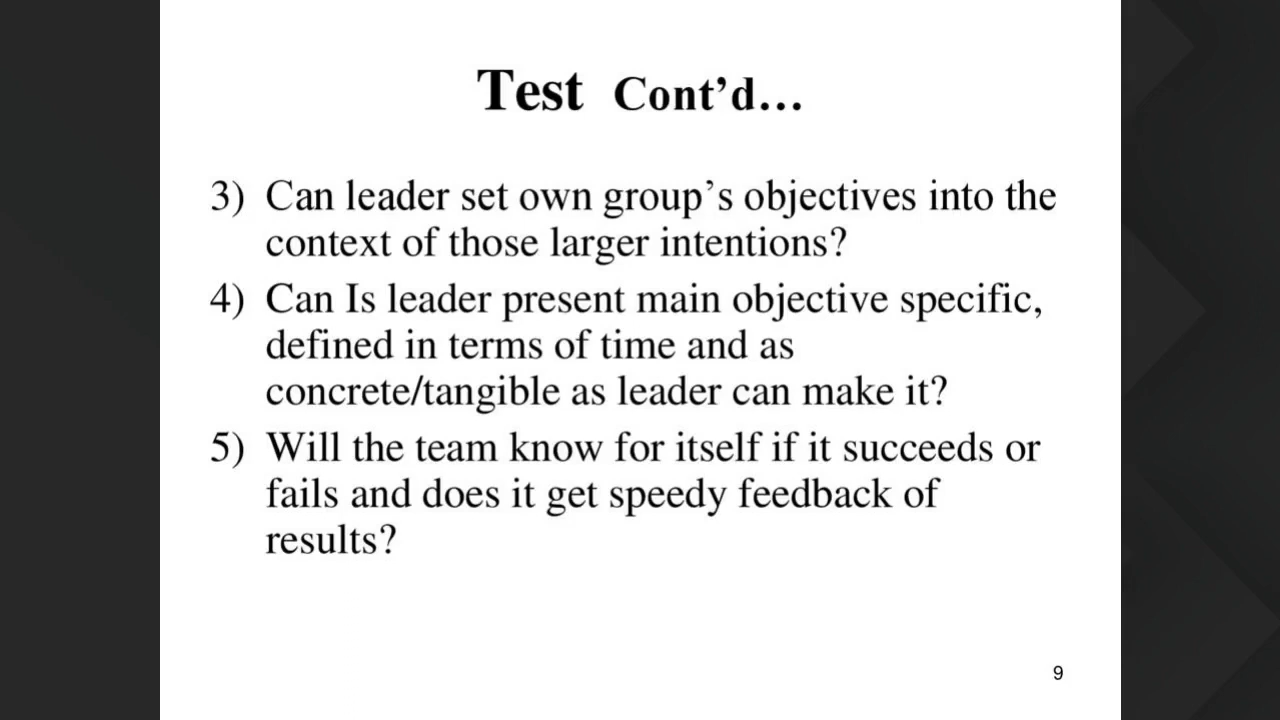 Test Cont’d…
3) Can leader set own group’s objectives into the
context of those larger intentions?
4) Can Is leader present main objective specific,
defined in terms of time and as
concrete/tangible as leader can make it?
5) Will the team know for itself if it succeeds or
fails and does it get speedy feedback of
results?
9